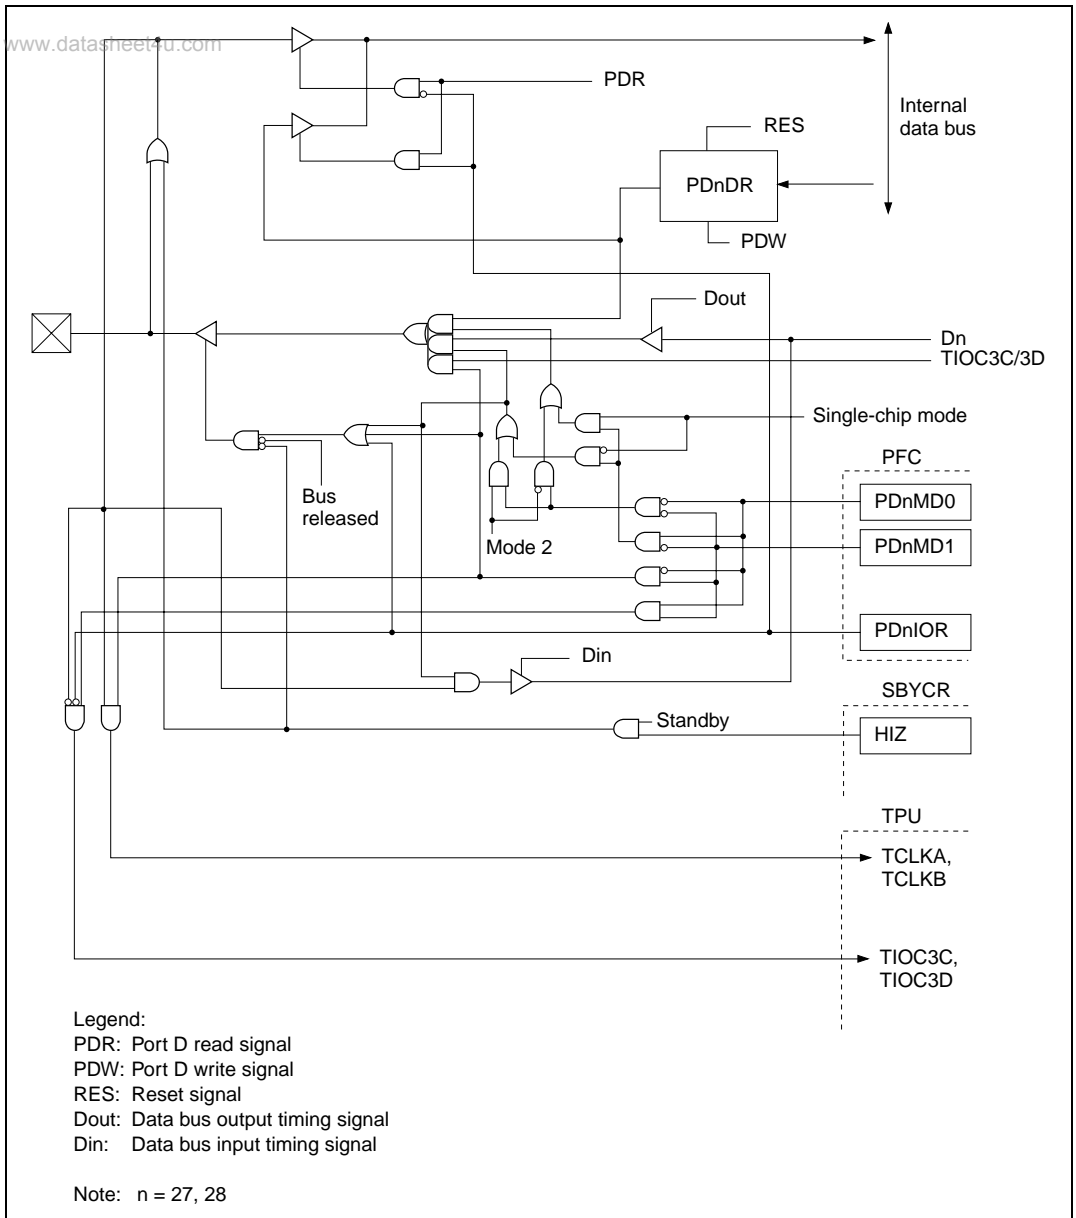 www.datasheet4u.com
PDR
Internal
data bus
RES
PDnDR
PDW
Dout
Dn
TIOC3C/3D
Single-chip mode
PFC
Bus
released
PDnMD0
Mode 2
PDnMD1
PDnIOR
Din
SBYCR
Standby
HIZ
TPU
TCLKA,
TCLKB
TIOC3C,
TIOC3D
Legend:
PDR: Port D read signal
PDW: Port D write signal
RES: Reset signal
Dout: Data bus output timing signal
Din: Data bus input timing signal
Note: n = 27, 28